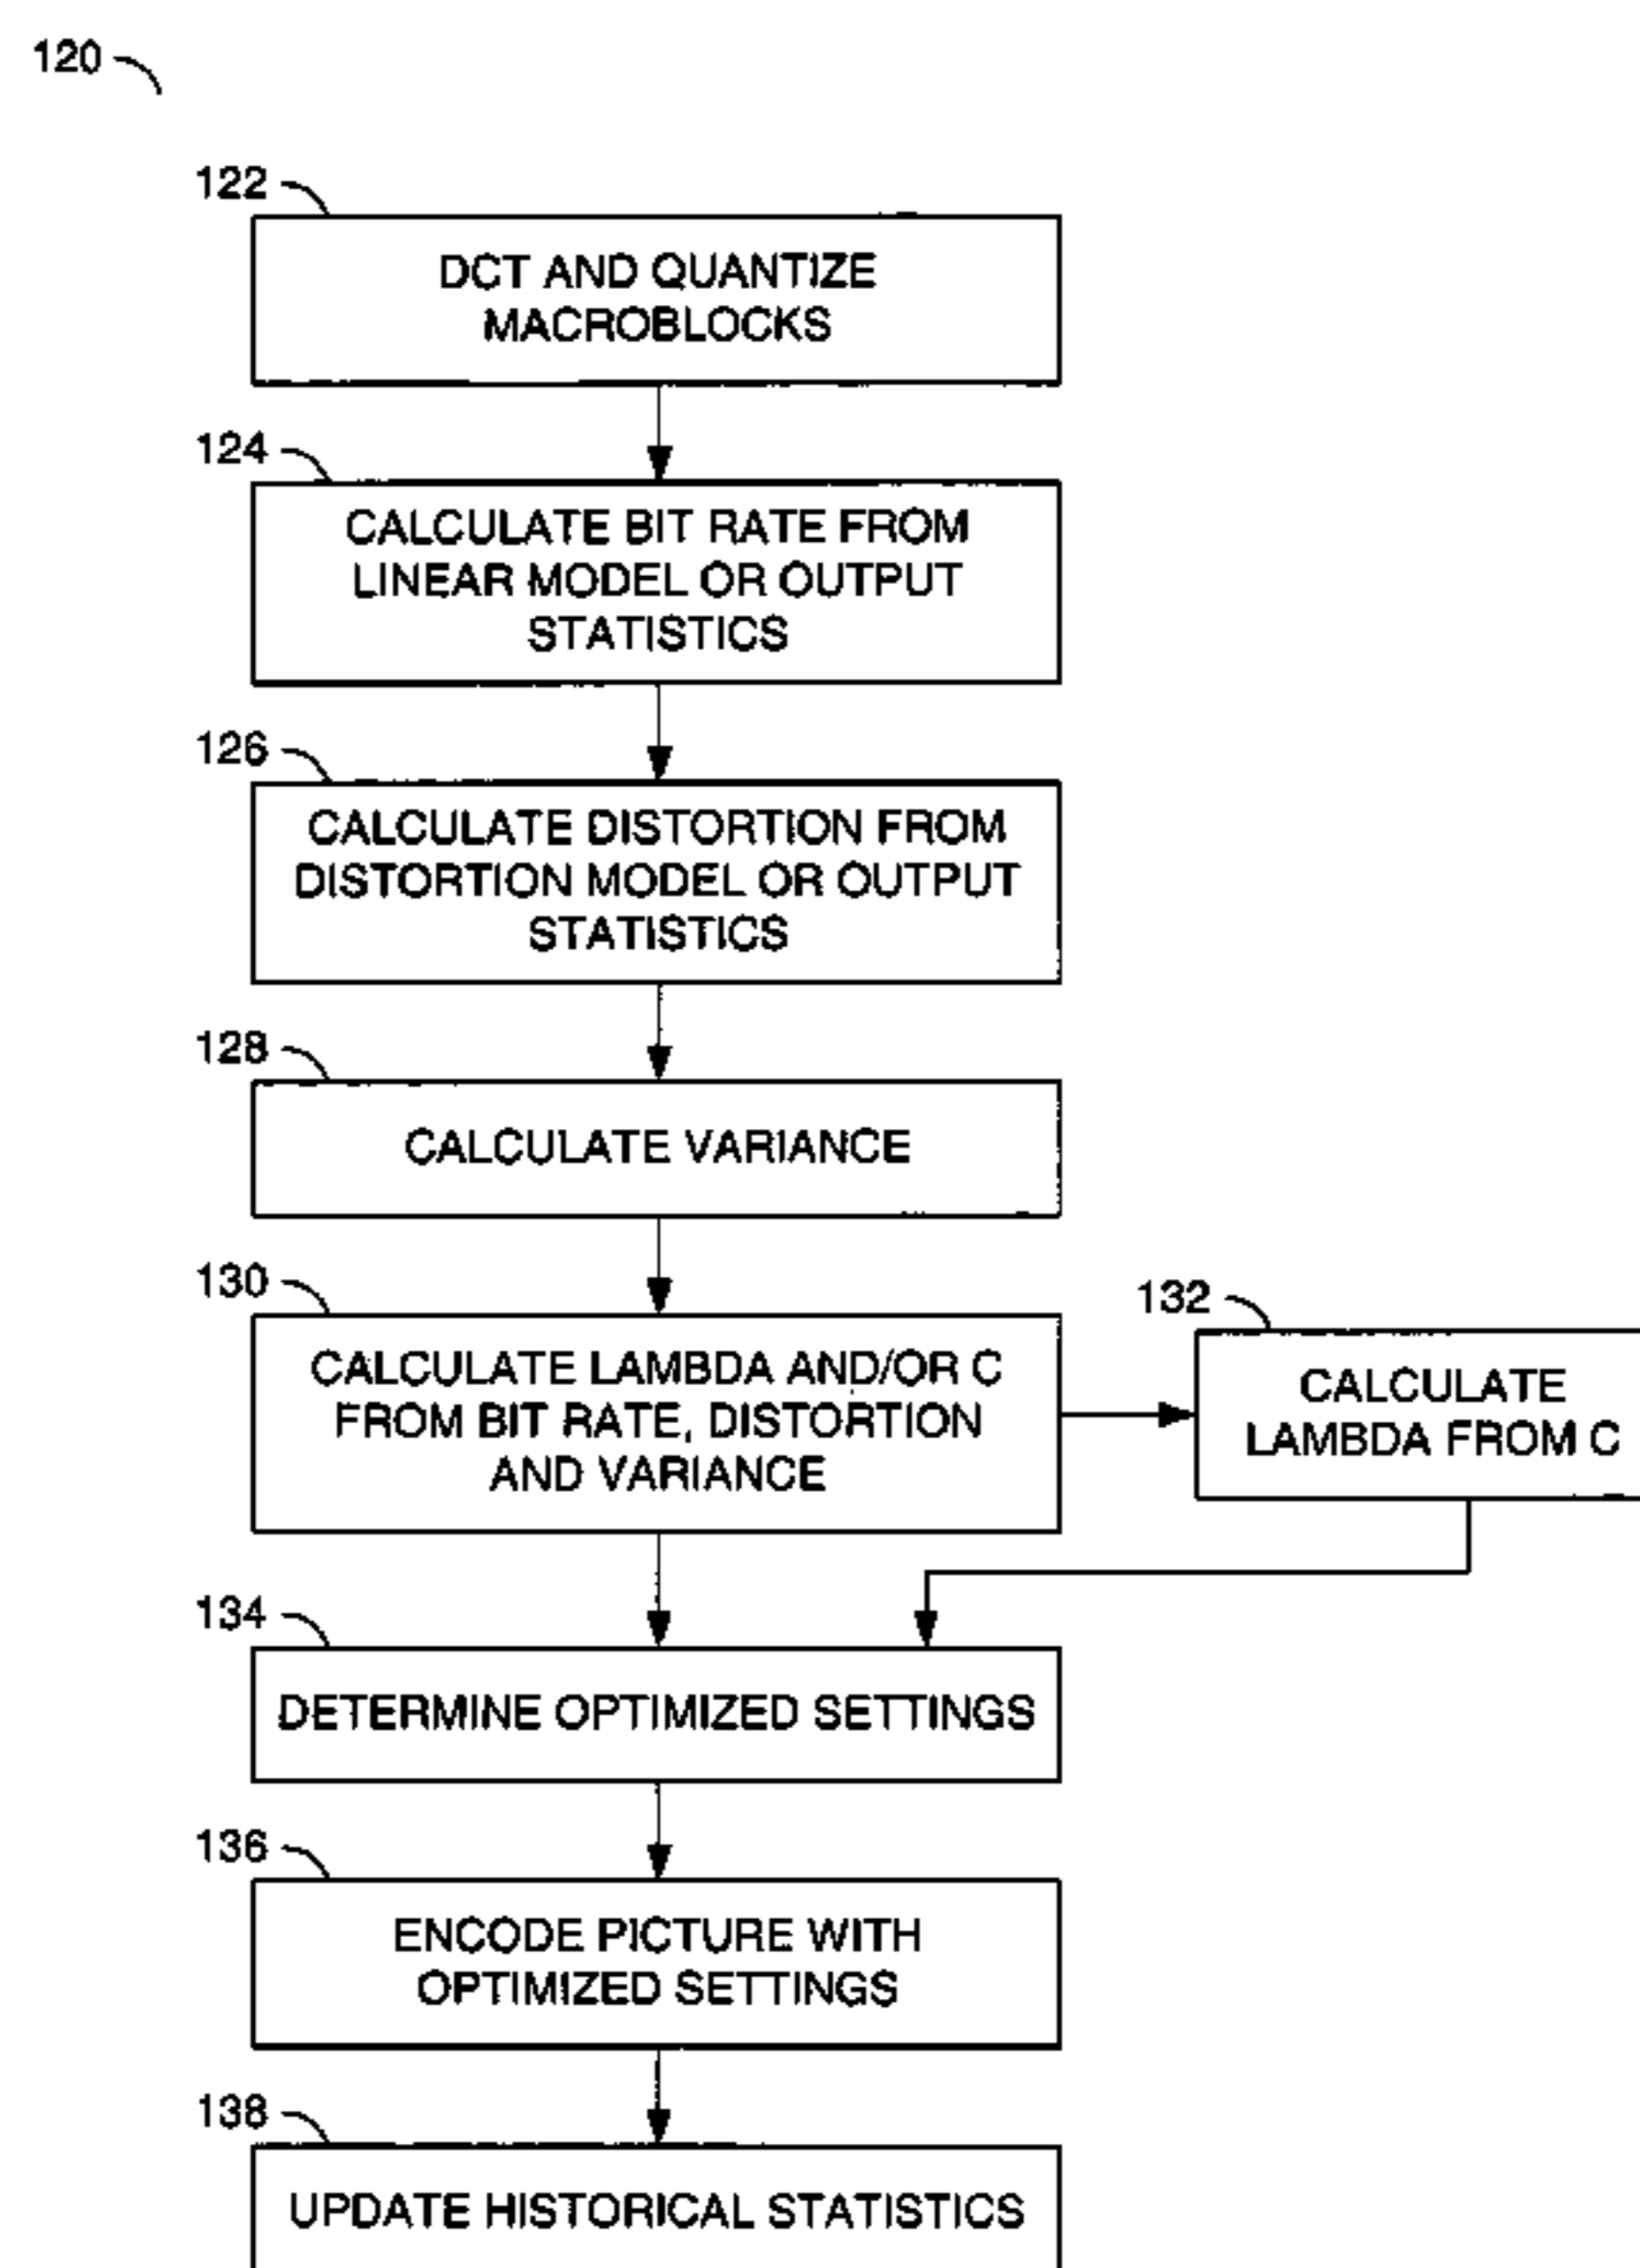 120
122
DCT AND QUANTIZE
MACROBLOCKS
124
CALCULATE BIT RATE FROM
LINEAR MODEL OR OUTPUT
STATISTICS
126
CALCULATE DISTORTION FROM
DISTORTION MODEL OR OUTPUT
STATISTICS
128
CALCULATE VARIANCE
130
CALCULATE LAMBDA AND/OR C
FROM BIT RATE, DISTORTION
AND VARIANCE
132
CALCULATE
LAMBDA FROM C
134
DETERMINE OPTIMIZED SETTINGS
136
ENCODE PICTURE WITH
OPTIMIZED SETTINGS
138
UPDATE HISTORICAL STATISTICS